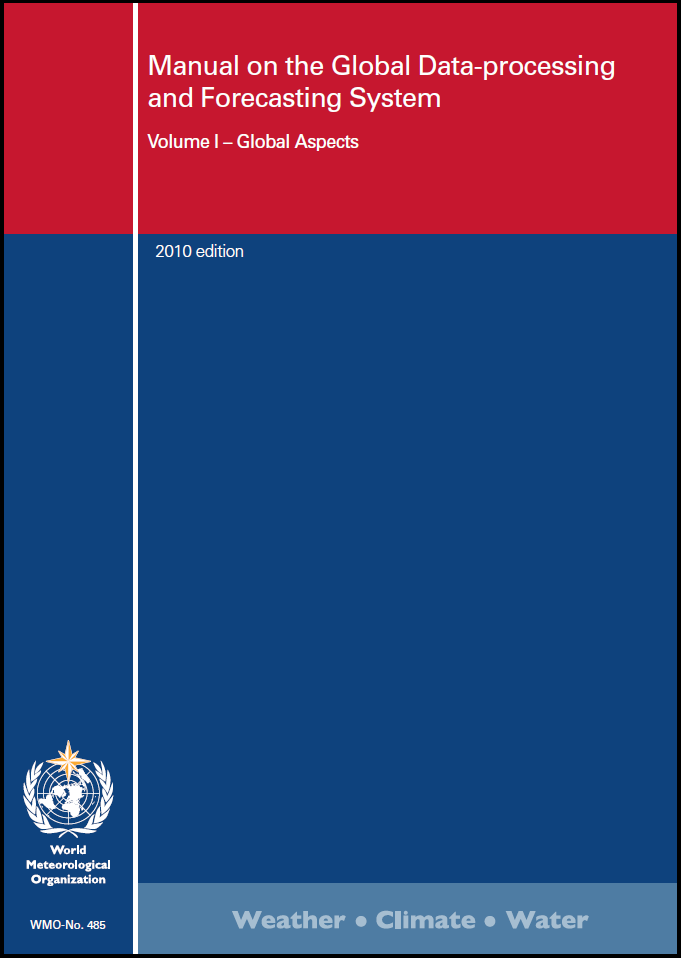 Manual on the Global Data-processing
and Forecasting System
Volume I – Global Aspects
2010 edition
World
Meteorological
Organization
WMO-No. 485
Weather • Climate • Water